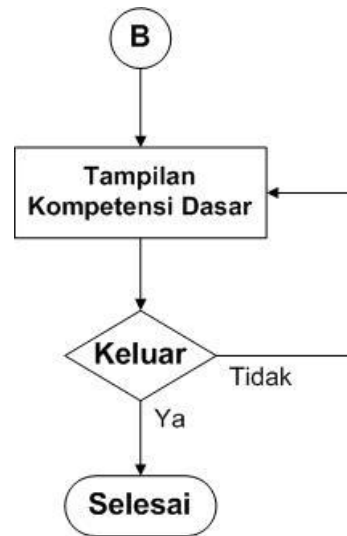 B
Tampilan
Kompetensi Dasar
Keluar
Tidak
Ya
Selesai